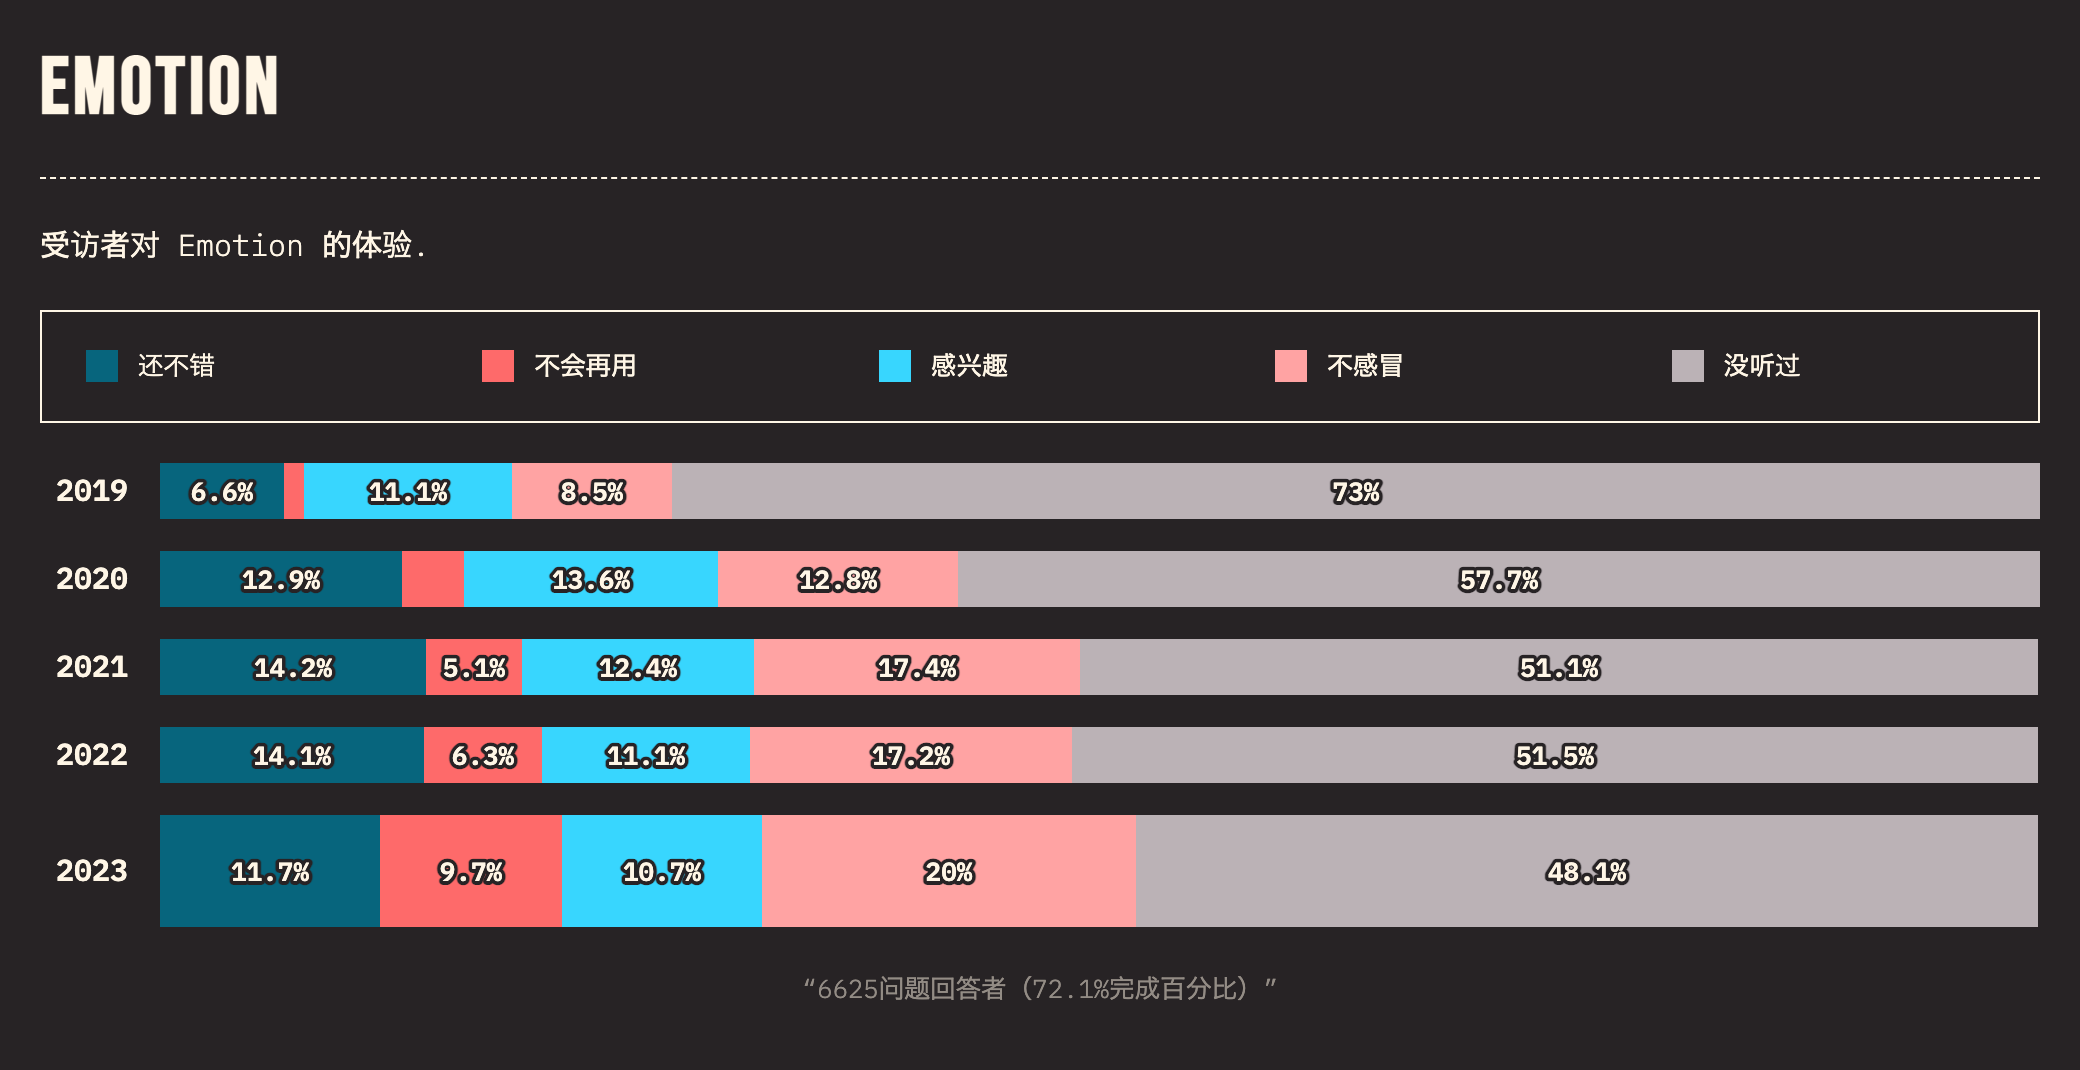 EMOTION
受访者对 Emotion 的体验.
还不错 不会再用 感兴趣 不感冒 没听过
2019 6.6% 11.1% 8.5% 73%
2020 12.9% 13.6% 12.8% 57.7%
2021 14.2% 5.1% 12.4% 17.4% 51.1%
2022 14.1% 6.3% 11.1% 17.2% 51.5%
2023 11.7% 9.7% 10.7% 20% 48.1%
“6625问题回答者（72.1%完成百分比）”